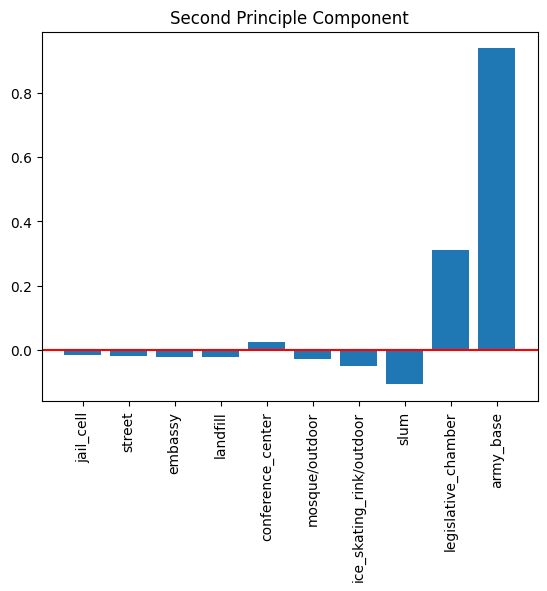 Second Principle Component
0.8
0.6
0.4
0.2
0.0
jail_cell
street
embassy
landfill
conference_center
mosque/outdoor
ice_skating_rink/outdoor
slum
legislative_chamber
army_base